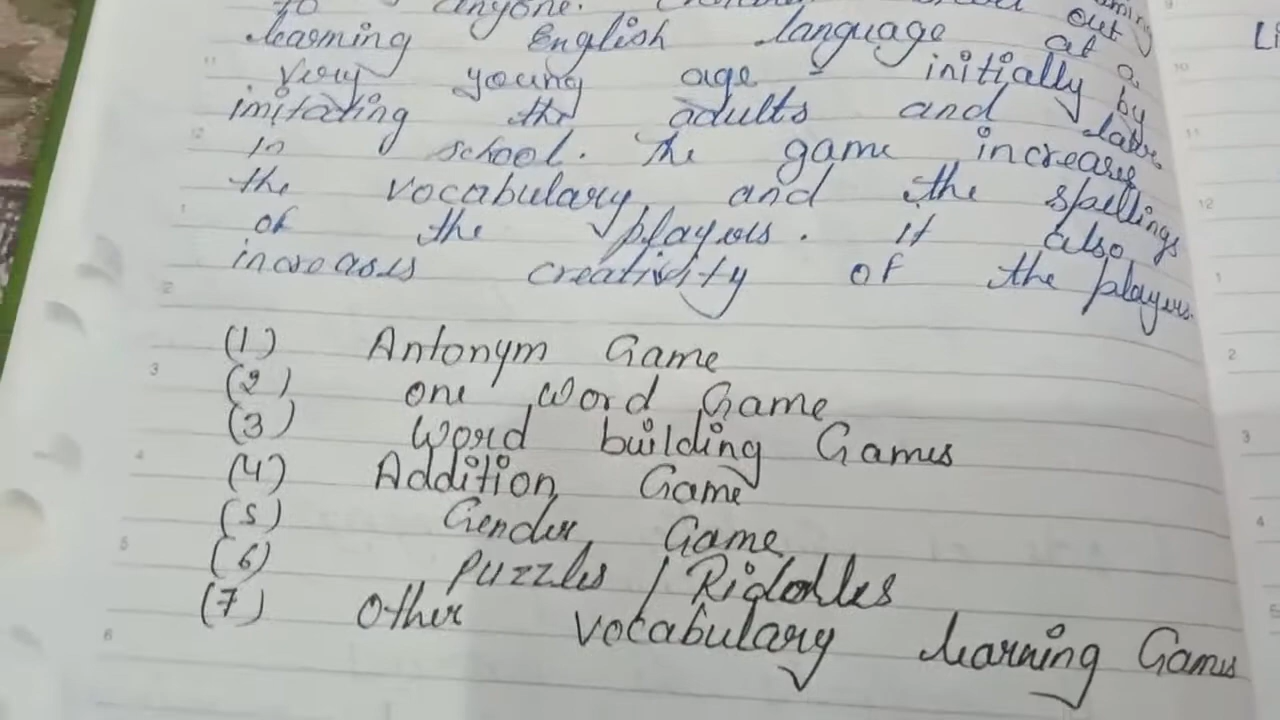 to anyone.
out
learning English language at a
very young age - initially by
imitating the adults and later
in school. The game increases
the vocabulary and the spellings
of the players. it also
increases creativity of the players.
(1) Antonym Game
(2) one word Game
(3) Word building Games
(4) Addition Game
(5) Gender Game
(6) Puzzles / Riddles
(7) Other vocabulary learning Games